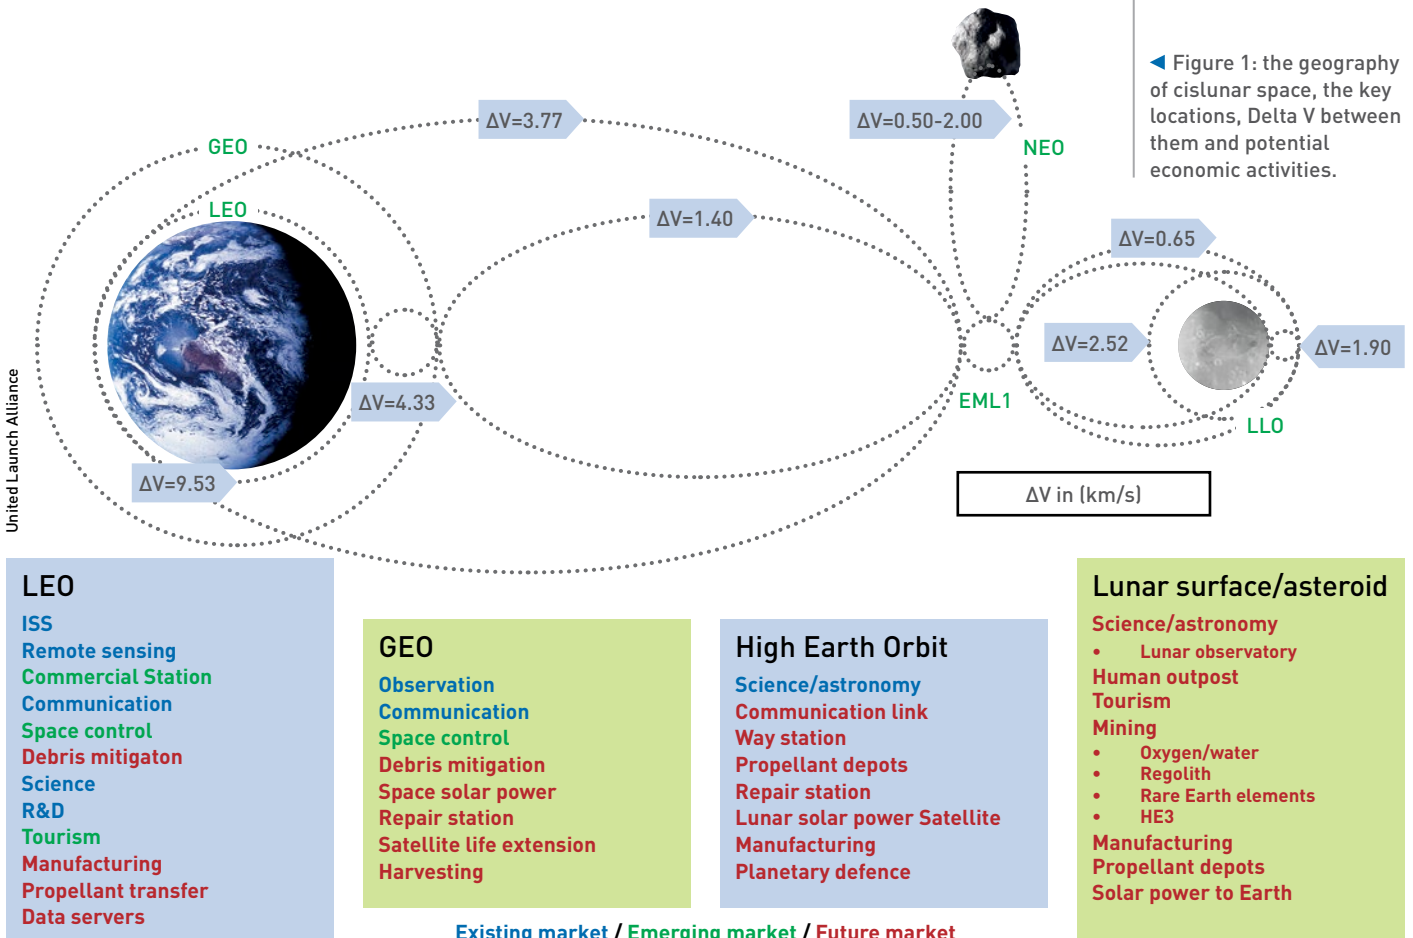 ◄ Figure 1: the geography
of cislunar space, the key
locations, Delta V between
them and potential
economic activities.
ΔV=3.77
ΔV=0.50-2.00
GEO
NEO
LEO
ΔV=1.40
ΔV=0.65
ΔV=2.52
ΔV=1.90
ΔV=4.33
EML1
LLO
ΔV=9.53
ΔV in (km/s)
United Launch Alliance
LEO
ISS
Remote sensing
Commercial Station
Communication
Space control
Debris mitigaton
Science
R&D
Tourism
Manufacturing
Propellant transfer
Data servers
GEO
Observation
Communication
Space control
Debris mitigation
Space solar power
Repair station
Satellite life extension
Harvesting
High Earth Orbit
Science/astronomy
Communication link
Way station
Propellant depots
Repair station
Lunar solar power Satellite
Manufacturing
Planetary defence
Lunar surface/asteroid
Science/astronomy
• Lunar observatory
Human outpost
Tourism
Mining
• Oxygen/water
• Regolith
• Rare Earth elements
• HE3
Manufacturing
Propellant depots
Solar power to Earth
Existing market / Emerging market / Future market